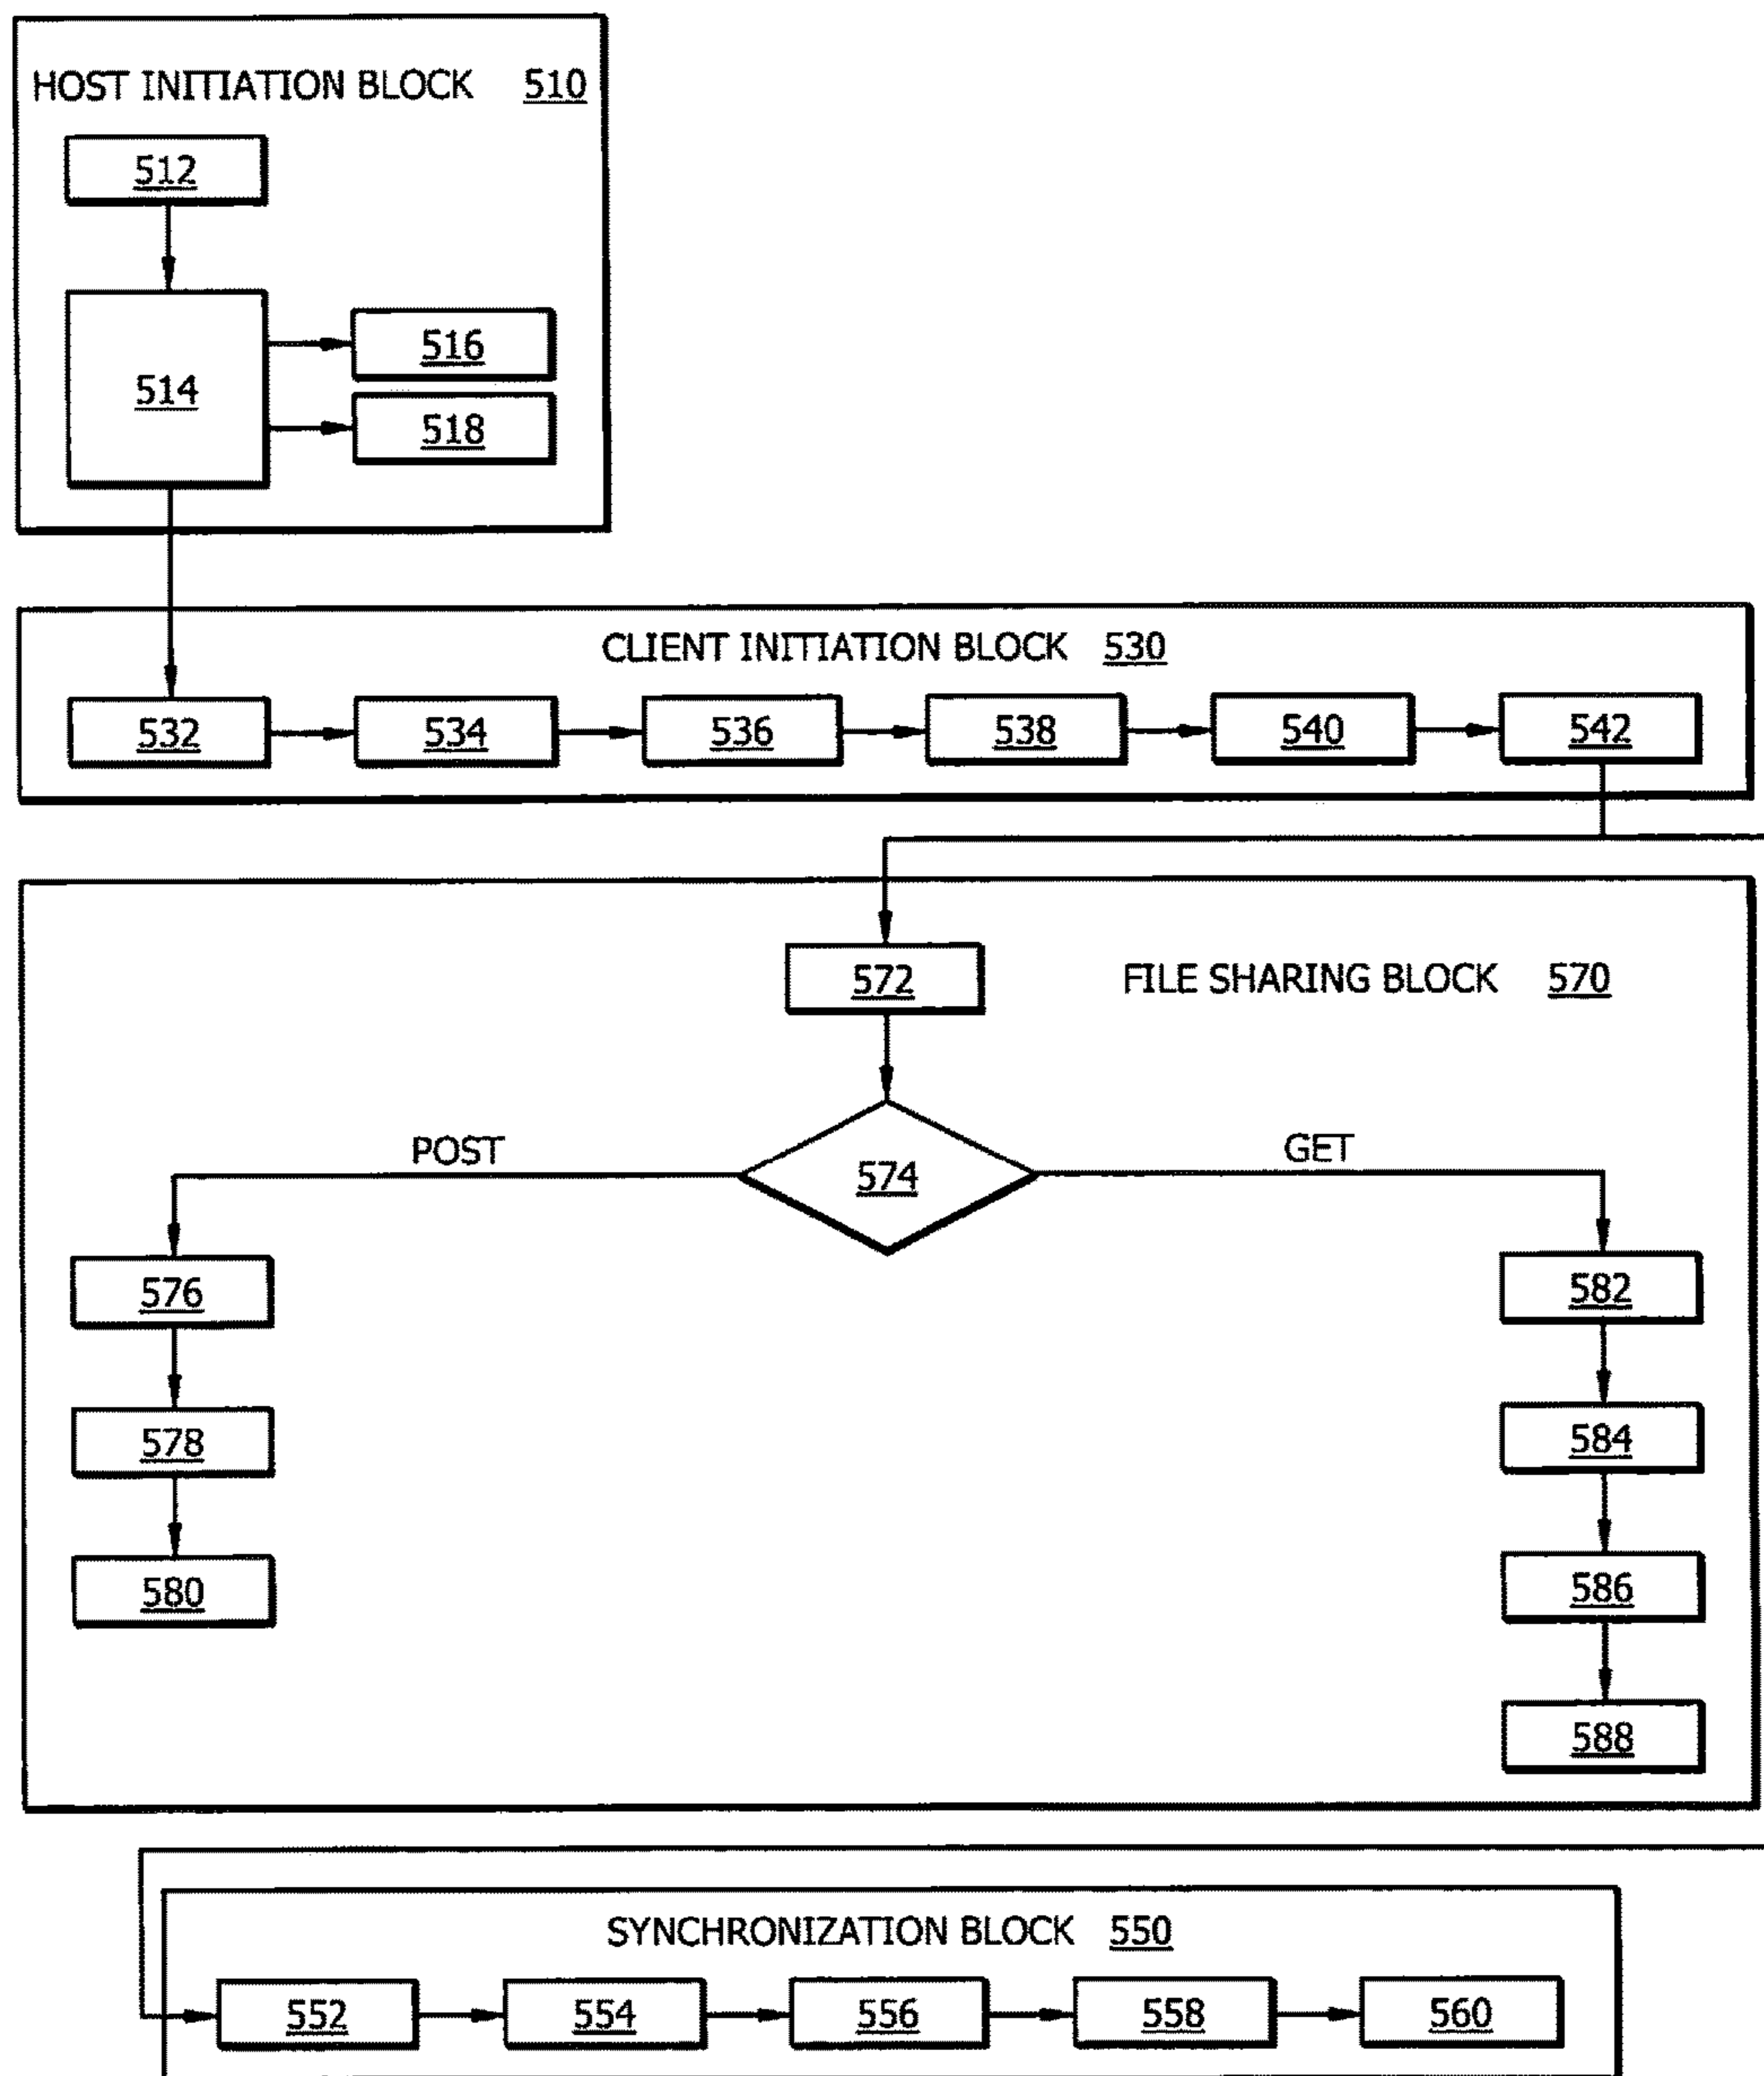 HOST INITIATION BLOCK 510
512
514
516
518
CLIENT INITIATION BLOCK 530
532 534 536 538 540 542
572
FILE SHARING BLOCK 570
POST
574
GET
576
578
580
582
584
586
588
SYNCHRONIZATION BLOCK 550
552 554 556 558 560